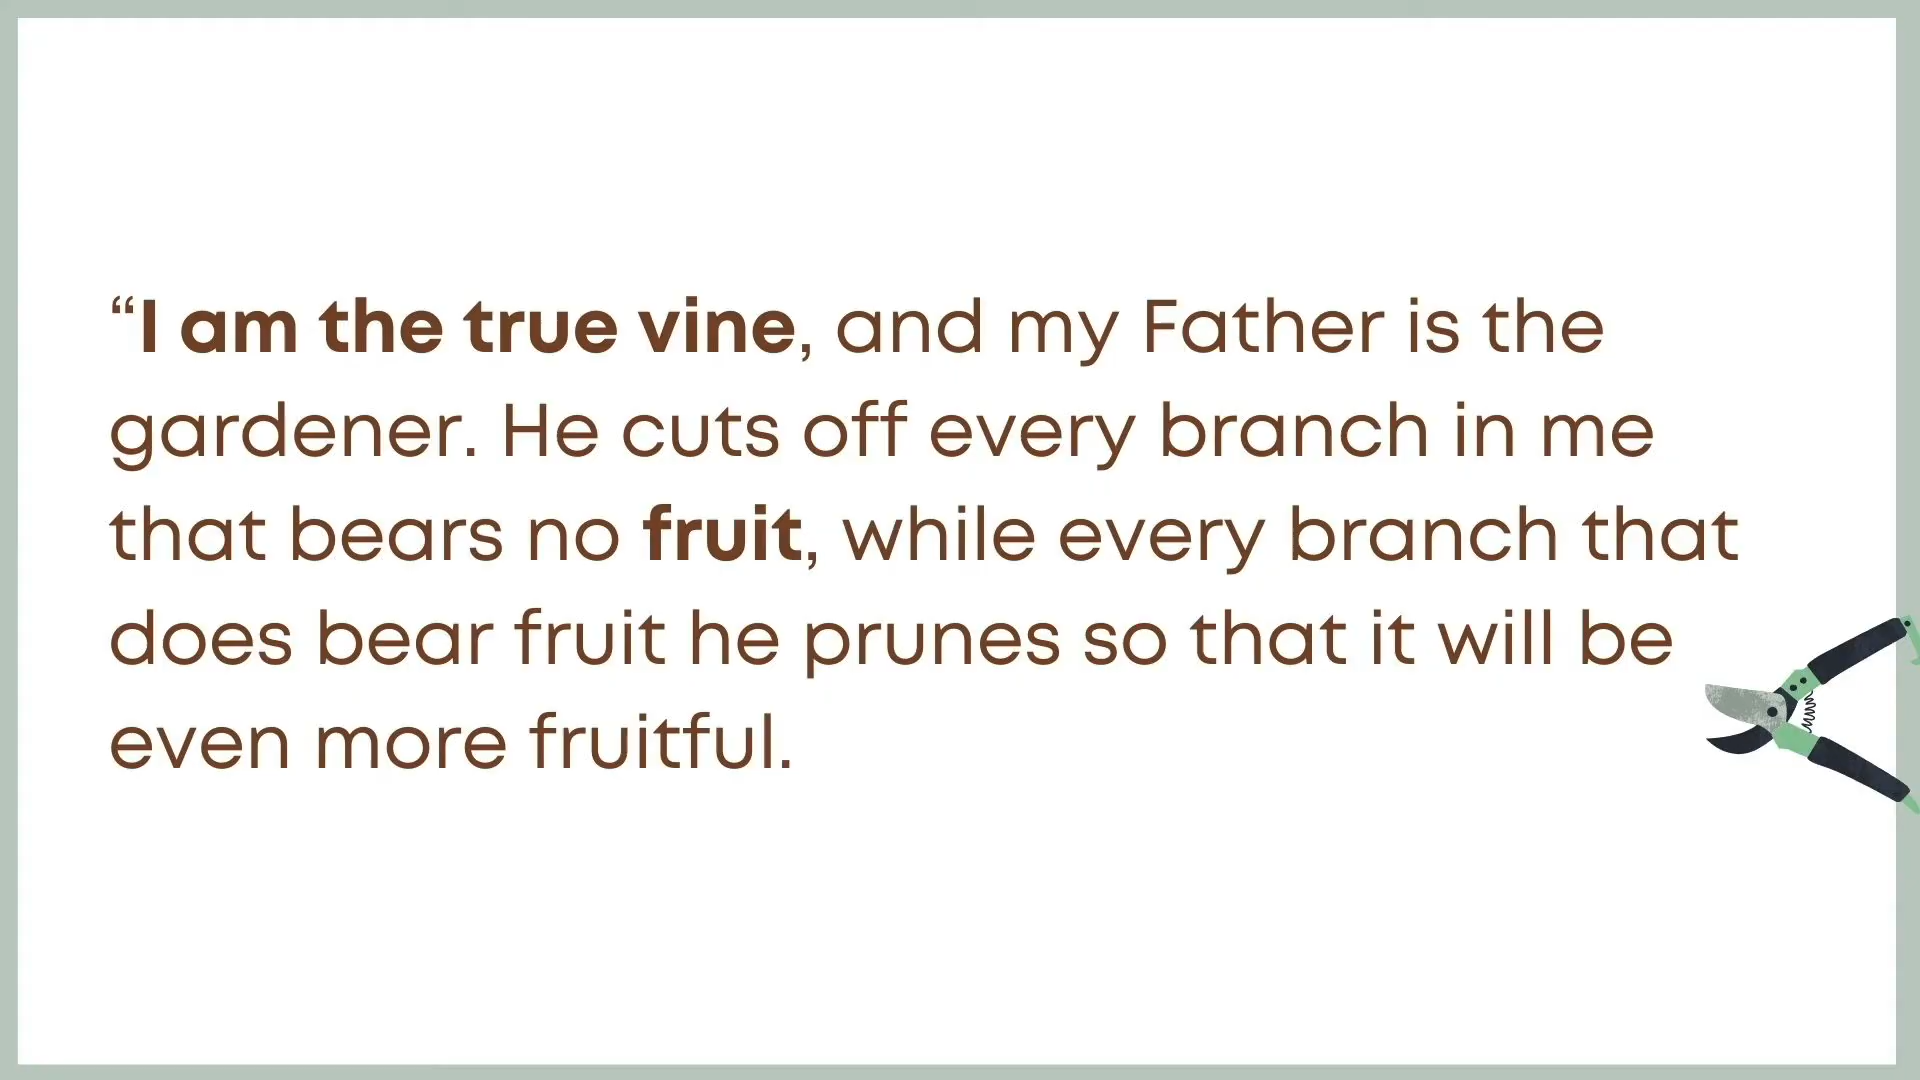 “I am the true vine, and my Father is the
gardener. He cuts off every branch in me
that bears no fruit, while every branch that
does bear fruit he prunes so that it will be
even more fruitful.